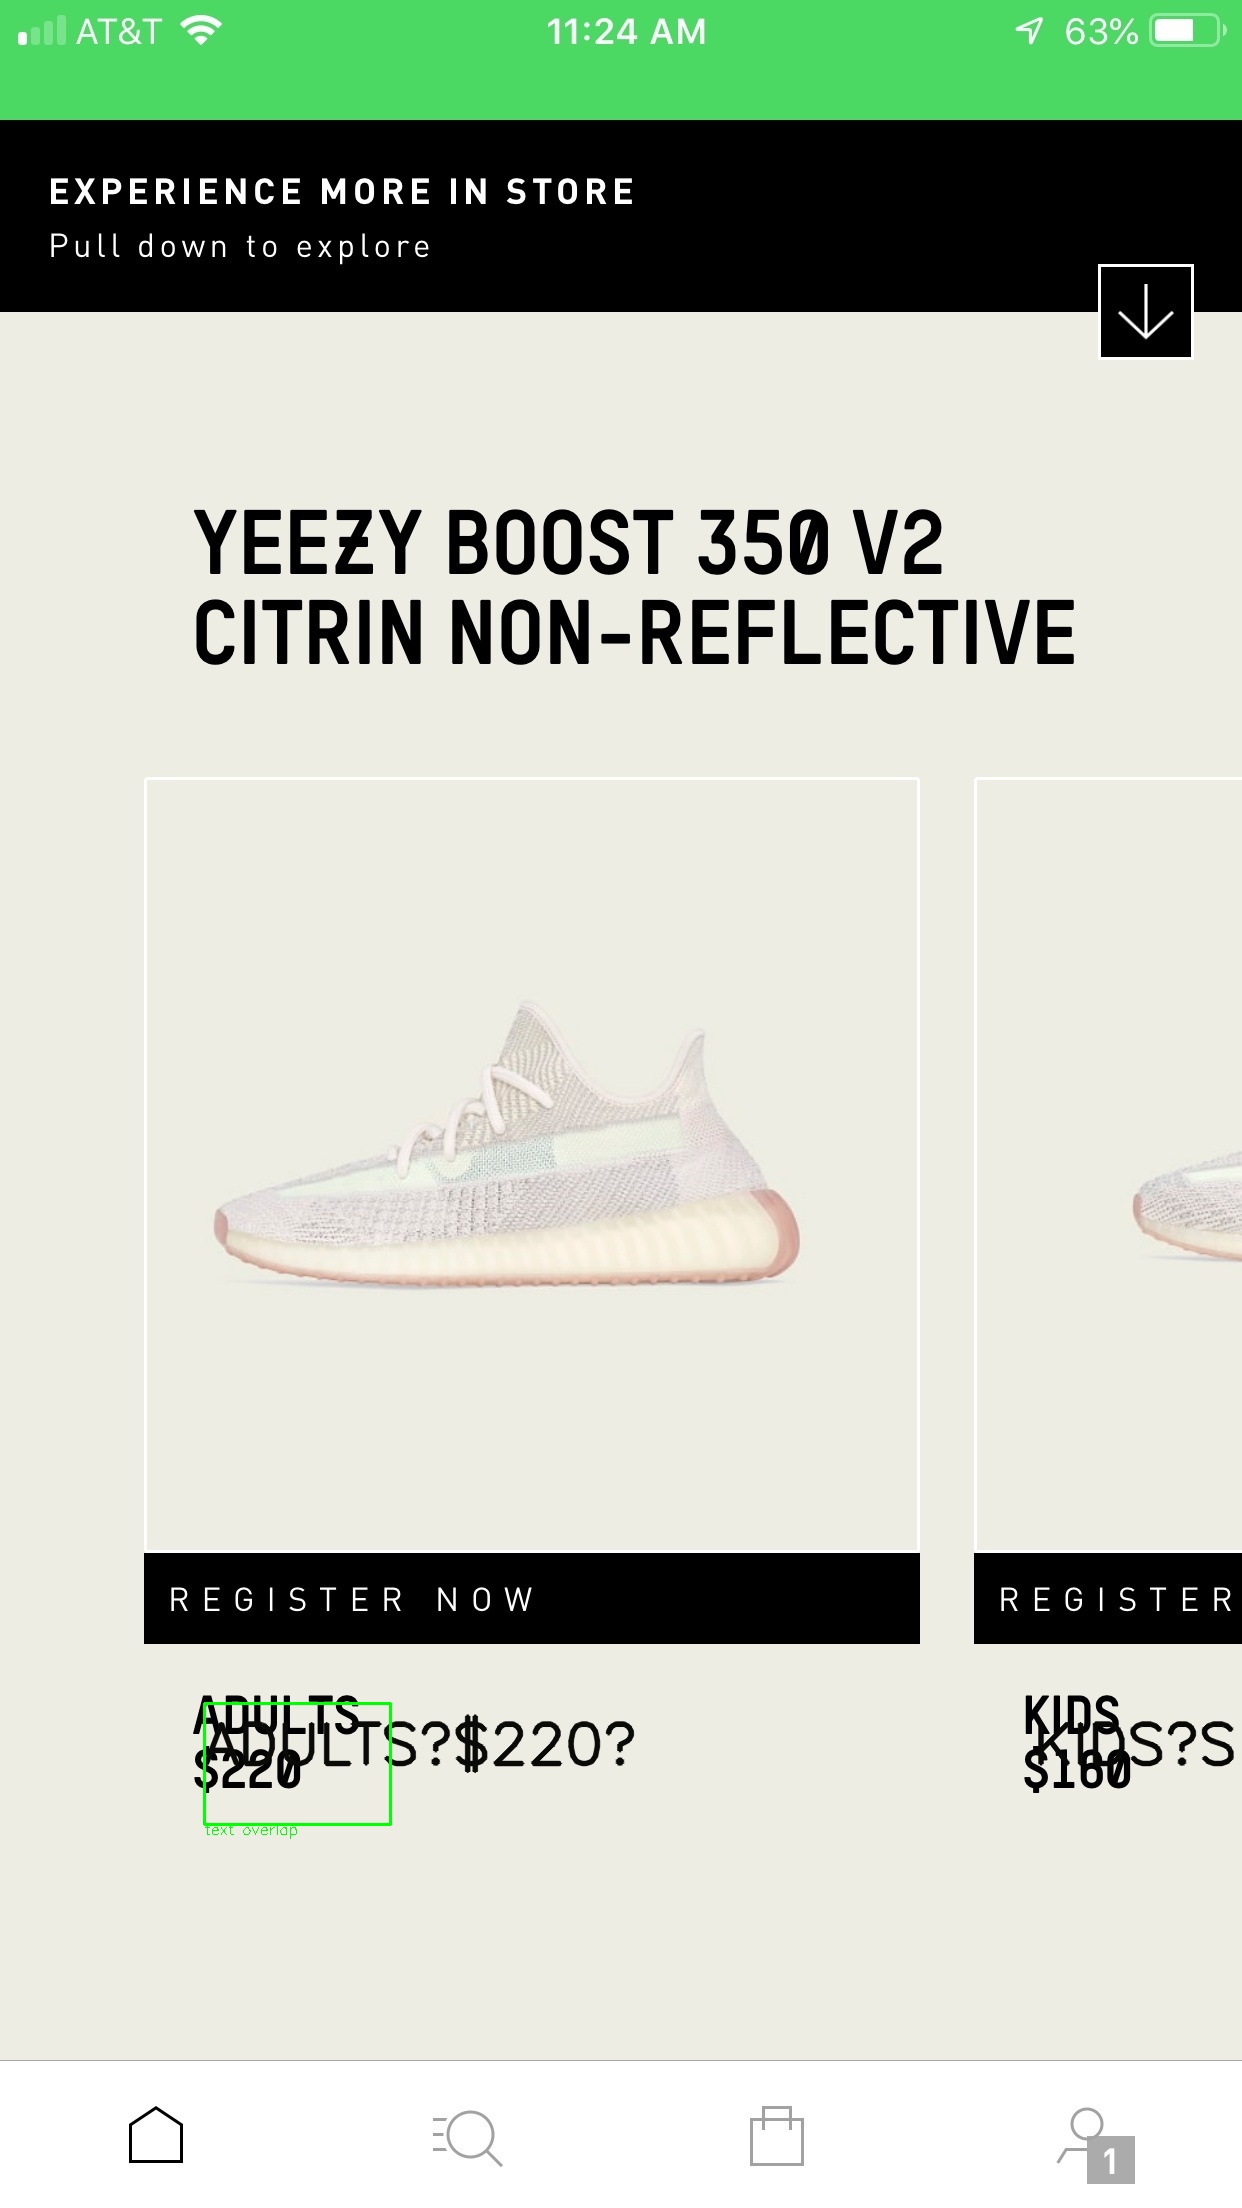 AT&T
11:24 AM
63%
EXPERIENCE MORE IN STORE
Pull down to explore
YEEZY BOOST 350 V2
CITRIN NON-REFLECTIVE
REGISTER NOW
REGISTER
ADULTS
$220
ADULTS?$220?
text overlap
KIDS
$160
KIDS?$
1